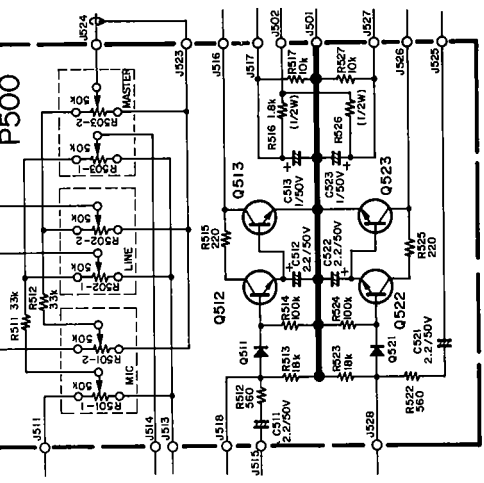 J524
J523
J516
J517
J502
J501
J527
J526
J525
P500
MASTER
50k
R503-2
50k
R503-1
50k
R502-2
LINE
50k
R502-1
R511 33k
R512
33k
50k
R501-2
MIC
50k
R501-1
R517
10k
R527
10k
R516
1.8k
(1/2W)
R526
(1/2W)
+
C513
1/50V
+
C523
1/50V
Q513
Q523
R515
220
R525
220
+
C512
2.2/50V
+
C522
2.2/50V
Q512
Q522
R514
100k
R524
100k
Q511
Q521
R513
18k
R523
18k
C521
2.2/50V
R512
560
R522
560
C511
2.2/50V
J511
J514
J513
J518
J515
J528